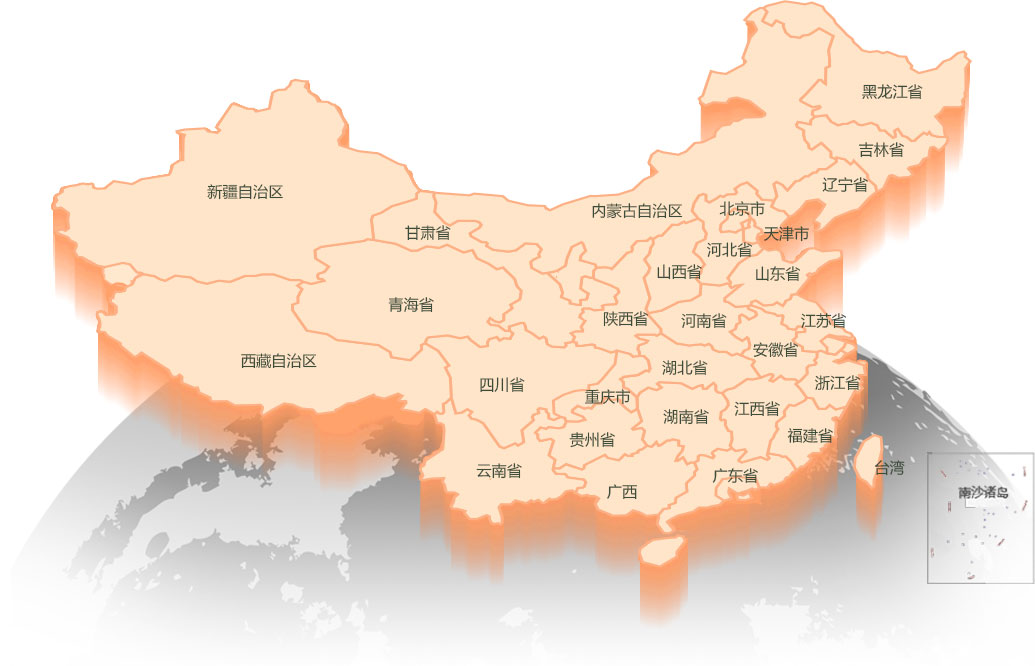 黑龙江省
吉林省
辽宁省
新疆自治区
内蒙古自治区
北京市
甘肃省
天津市
河北省
山西省
山东省
青海省
陕西省
河南省
江苏省
安徽省
西藏自治区
湖北省
四川省
浙江省
重庆市
江西省
湖南省
福建省
贵州省
台湾
云南省
广东省
广西
南沙诸岛